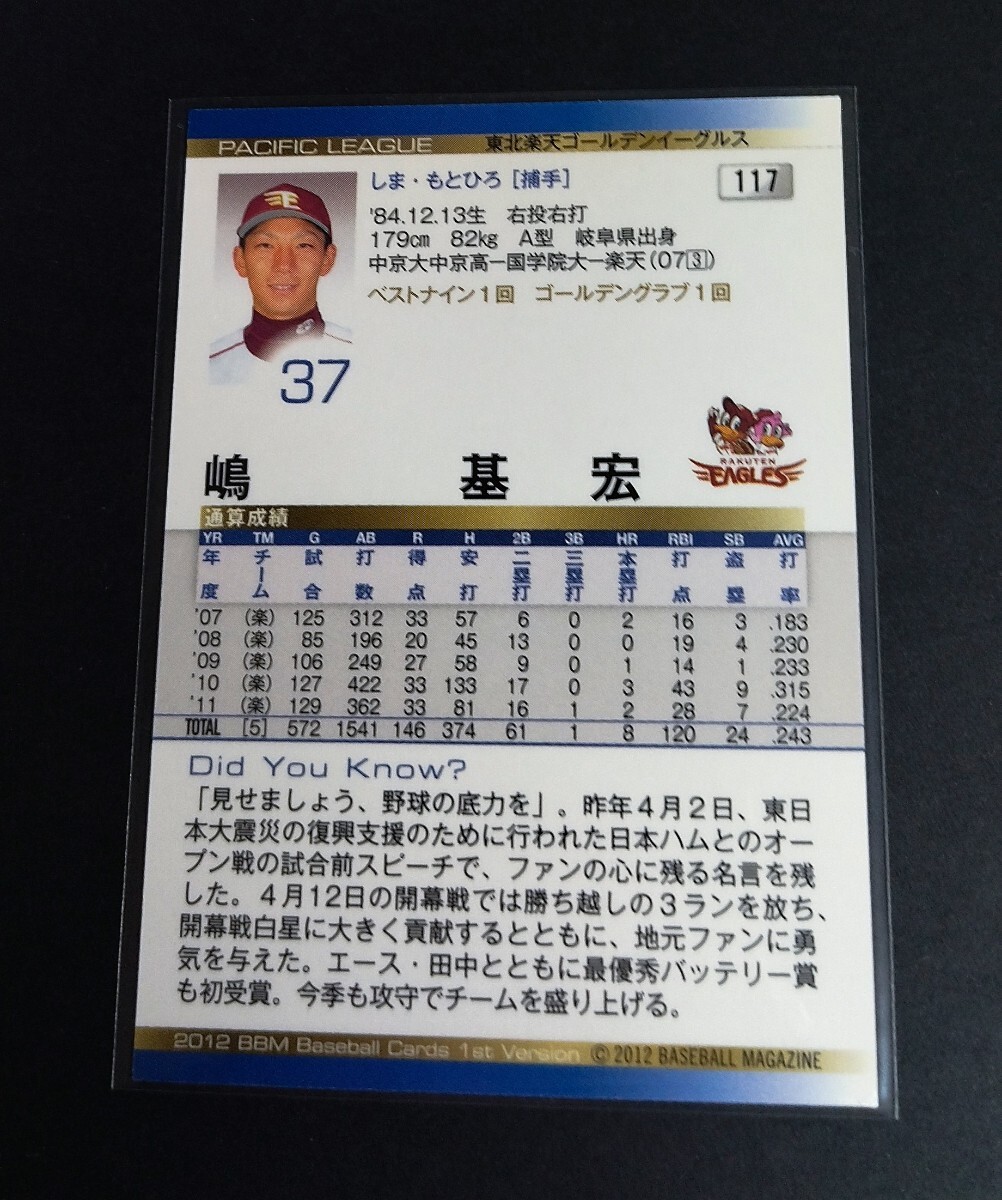 PACIFIC LEAGUE 東北楽天ゴールデンイーグルス
117
しま・もとひろ [捕手]
'84.12.13生 右投右打
179㎝ 82㎏ A型 岐阜県出身
中京大中京高ー国学院大ー楽天(07③)
ベストナイン1回 ゴールデングラブ1回
37
嶋 基 宏
RAKUTEN
EAGLES
通算成績
YR TM G AB R H 2B 3B HR RBI SB AVG
年度 チーム 試合 打数 得点 安打 二塁打 三塁打 本塁打 打点 盗塁 打率
'07 (楽) 125 312 33 57 6 0 2 16 3 .183
'08 (楽) 85 196 20 45 13 0 0 19 4 .230
'09 (楽) 106 249 27 58 9 0 1 14 1 .233
'10 (楽) 127 422 33 133 17 0 3 43 9 .315
'11 (楽) 129 362 33 81 16 1 2 28 7 .224
TOTAL [5] 572 1541 146 374 61 1 8 120 24 .243
Did You Know?
「見せましょう、野球の底力を」。昨年4月2日、東日
本大震災の復興支援のために行われた日本ハムとのオー
プン戦の試合前スピーチで、ファンの心に残る名言を残
した。4月12日の開幕戦では勝ち越しの3ランを放ち、
開幕戦白星に大きく貢献するとともに、地元ファンに勇
気を与えた。エース・田中とともに最優秀バッテリー賞
も初受賞。今季も攻守でチームを盛り上げる。
2012 BBM Baseball Cards 1st Version © 2012 BASEBALL MAGAZINE